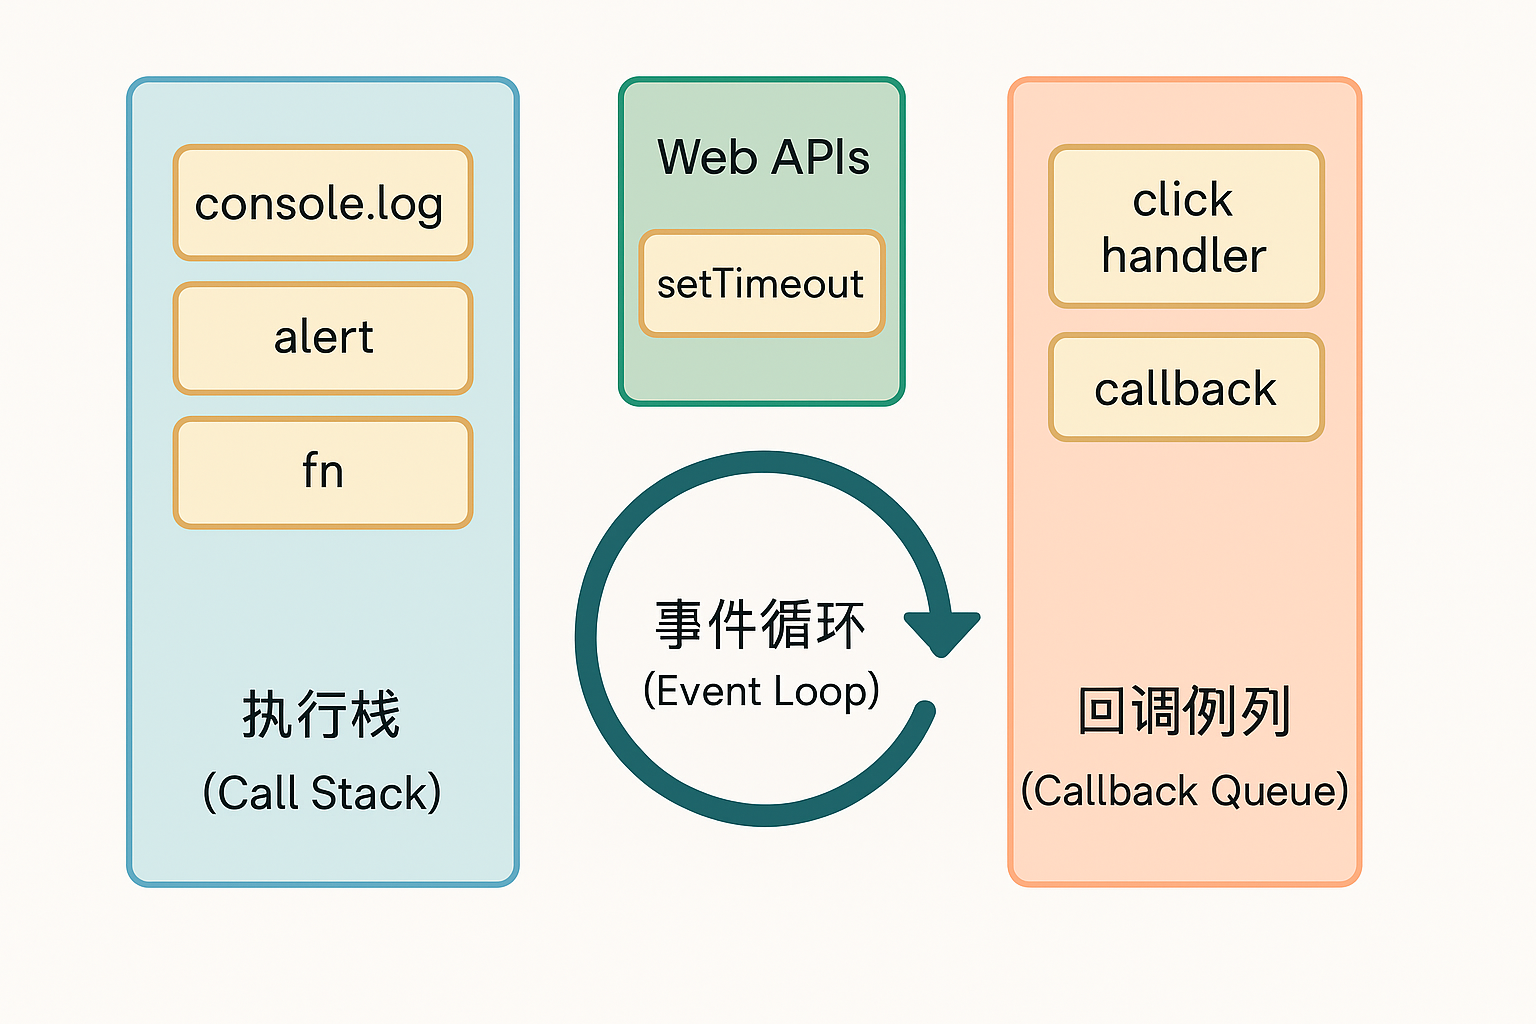 console.log
alert
fn
执行栈
(Call Stack)
Web APIs
setTimeout
事件循环
(Event Loop)
click
handler
callback
回调例列
(Callback Queue)